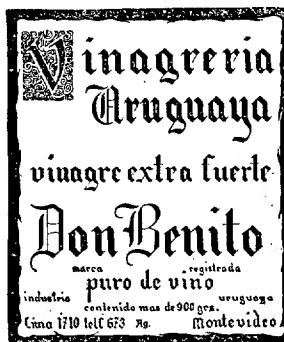 Vinagreria
Uruguaya
vinagre extra fuerte
Don Benito
marca registrada
puro de vino
industria uruguaya
contenido mas de 900 grs.
Lima 1710 telf 673 Ag. Montevideo